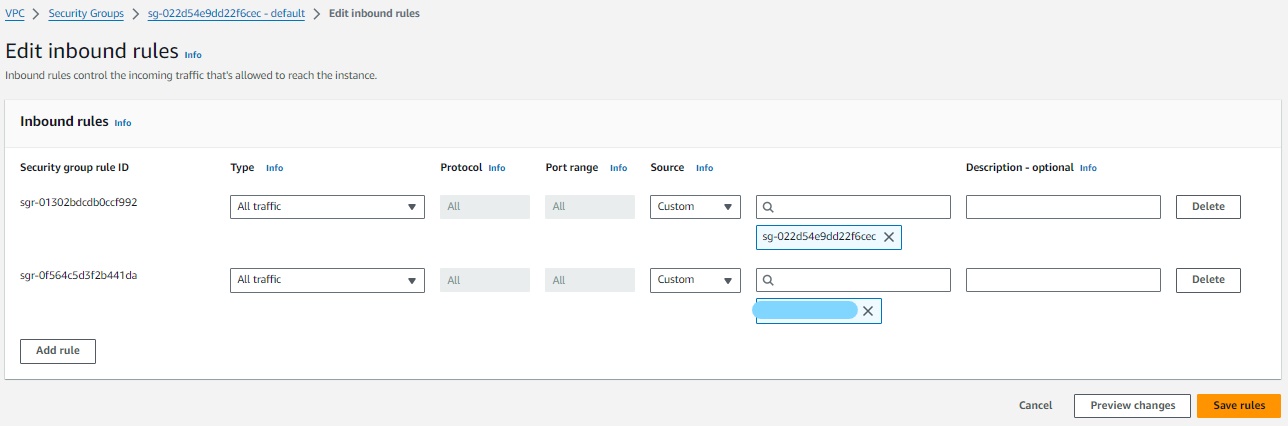 VPC > Security Groups > sg-022d54e9dd22f6cec - default > Edit inbound rules
Edit inbound rules Info
Inbound rules control the incoming traffic that's allowed to reach the instance.
Inbound rules Info
Security group rule ID Type Info Protocol Info Port range Info Source Info Description - optional Info
sgr-01302bdcdb0ccf992 All traffic All All Custom Delete
sg-022d54e9dd22f6cec
sgr-0f564c5d3f2b441da All traffic All All Custom Delete
Add rule
Cancel Preview changes Save rules